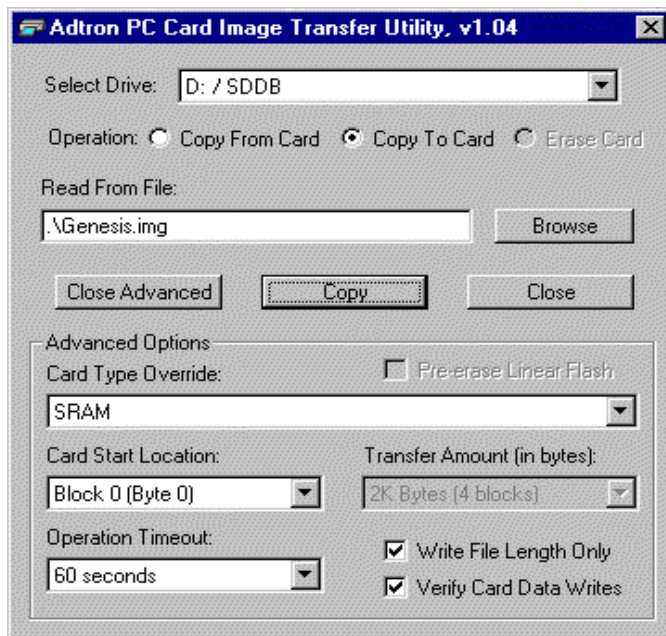 Adtron PC Card Image Transfer Utility, v1.04
Select Drive: D: / SDDB
Operation: Copy From Card Copy To Card Erase Card
Read From File:
.\Genesis.img Browse
Close Advanced Copy Close
Advanced Options
Card Type Override: Pre-erase Linear Flash
SRAM
Card Start Location: Transfer Amount (in bytes):
Block 0 (Byte 0) 2K Bytes (4 blocks)
Operation Timeout: Write File Length Only
60 seconds Verify Card Data Writes